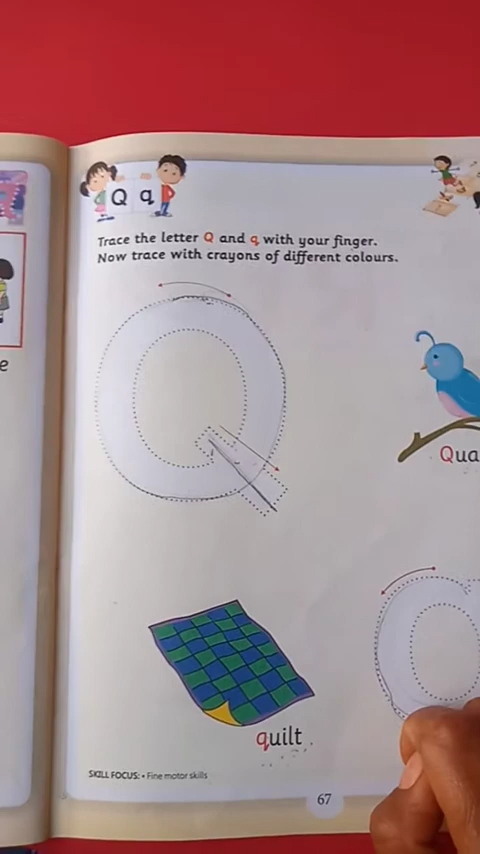 Q q
Trace the letter Q and q with your finger.
Now trace with crayons of different colours.
e
Qua
quilt
SKILL FOCUS: • Fine motor skills
67